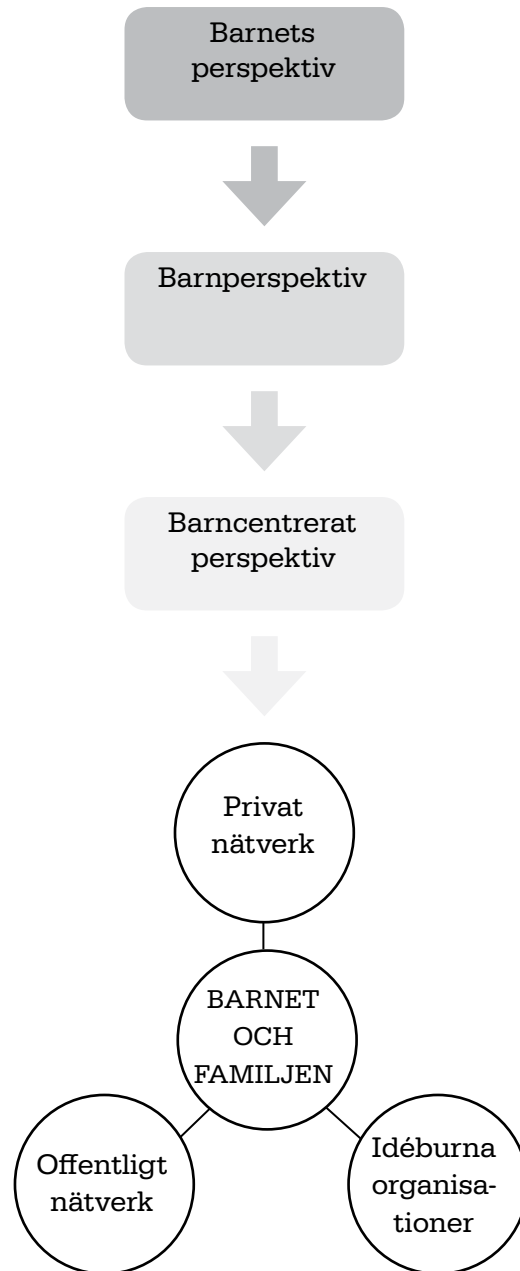 Barnets
perspektiv
Barnperspektiv
Barncentrerat
perspektiv
Privat
nätverk
BARNET
OCH
FAMILJEN
Offentligt
nätverk
Idéburna
organisa-
tioner